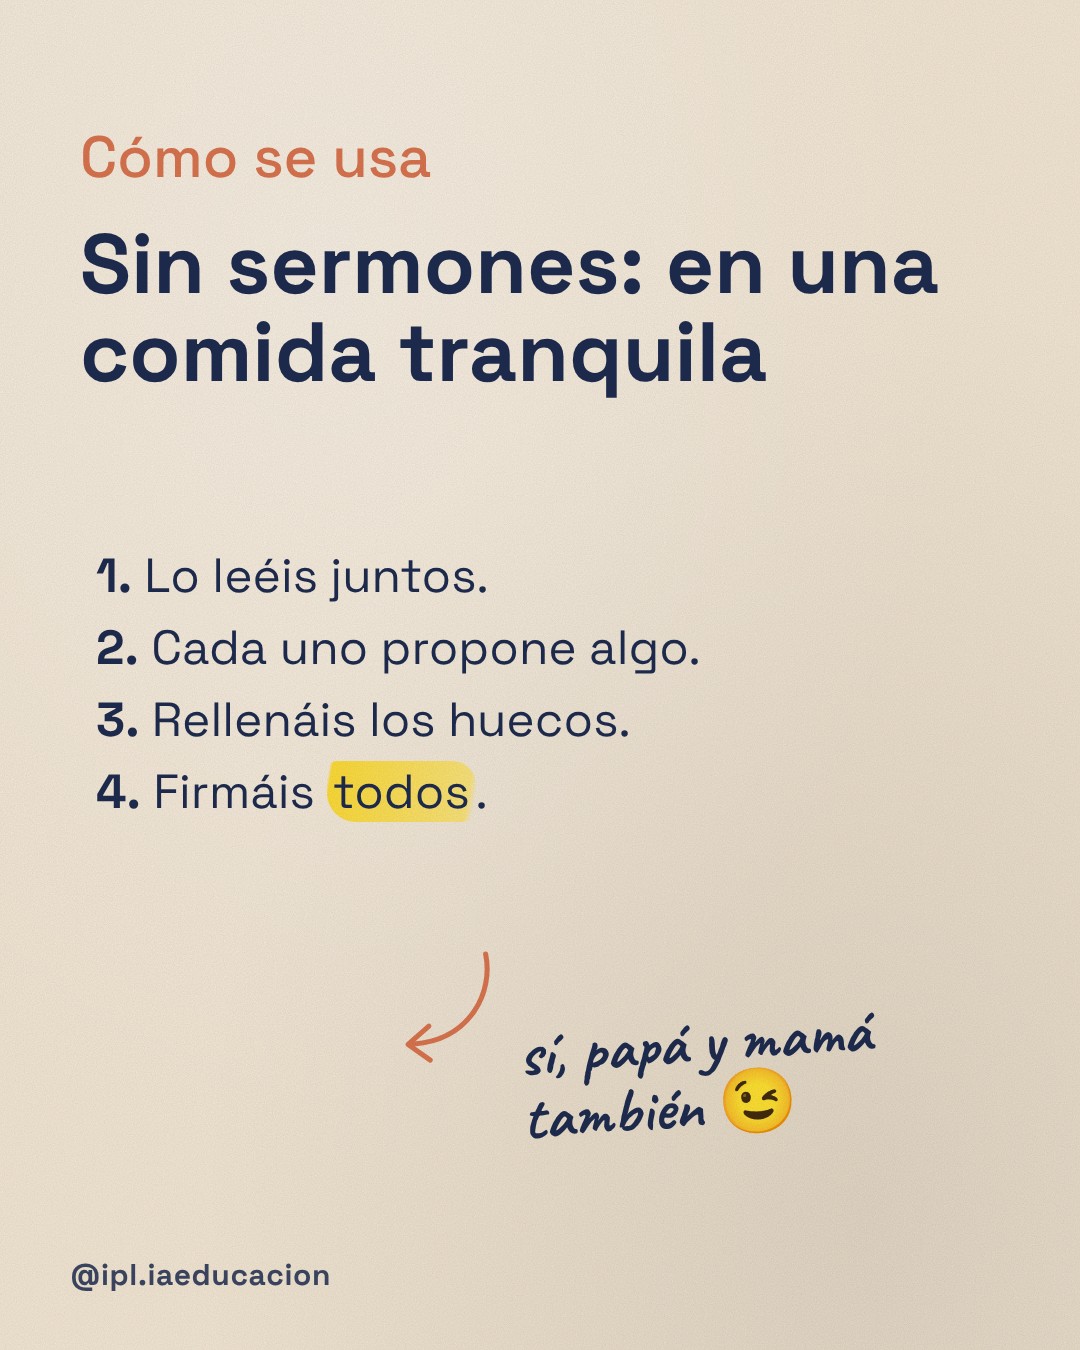 Cómo se usa
Sin sermones: en una
comida tranquila
1. Lo leéis juntos.
2. Cada uno propone algo.
3. Rellenáis los huecos.
4. Firmáis todos.
sí, papá y mamá
también 😉
@ipl.iaeducacion